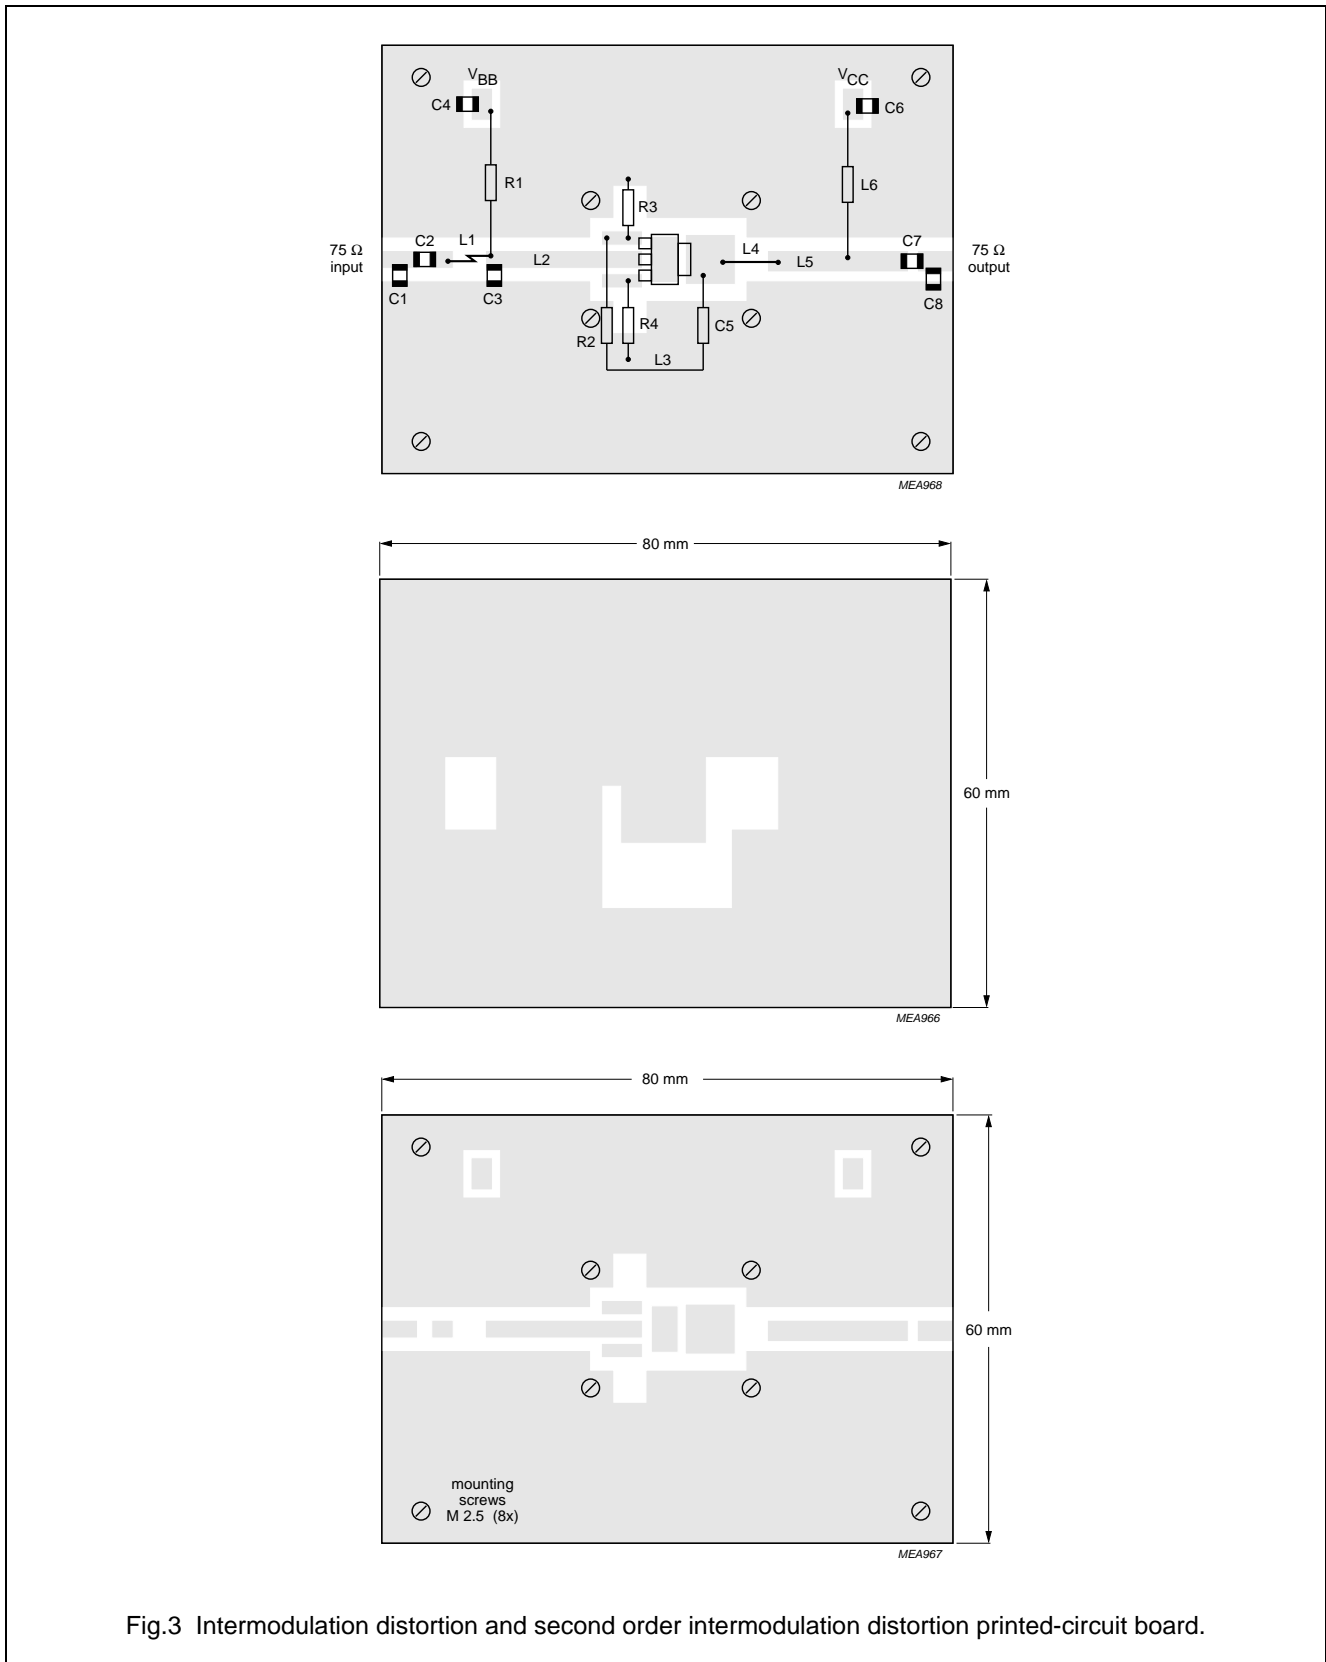 VBB
VCC
C4
C6
R1
L6
R3
75 Ω
input
C2
L1
L2
L4
L5
C7
75 Ω
output
C1
C3
C8
R2
R4
C5
L3
MEA968
80 mm
60 mm
MEA966
80 mm
60 mm
mounting
screws
M 2.5 (8x)
MEA967
Fig.3 Intermodulation distortion and second order intermodulation distortion printed-circuit board.